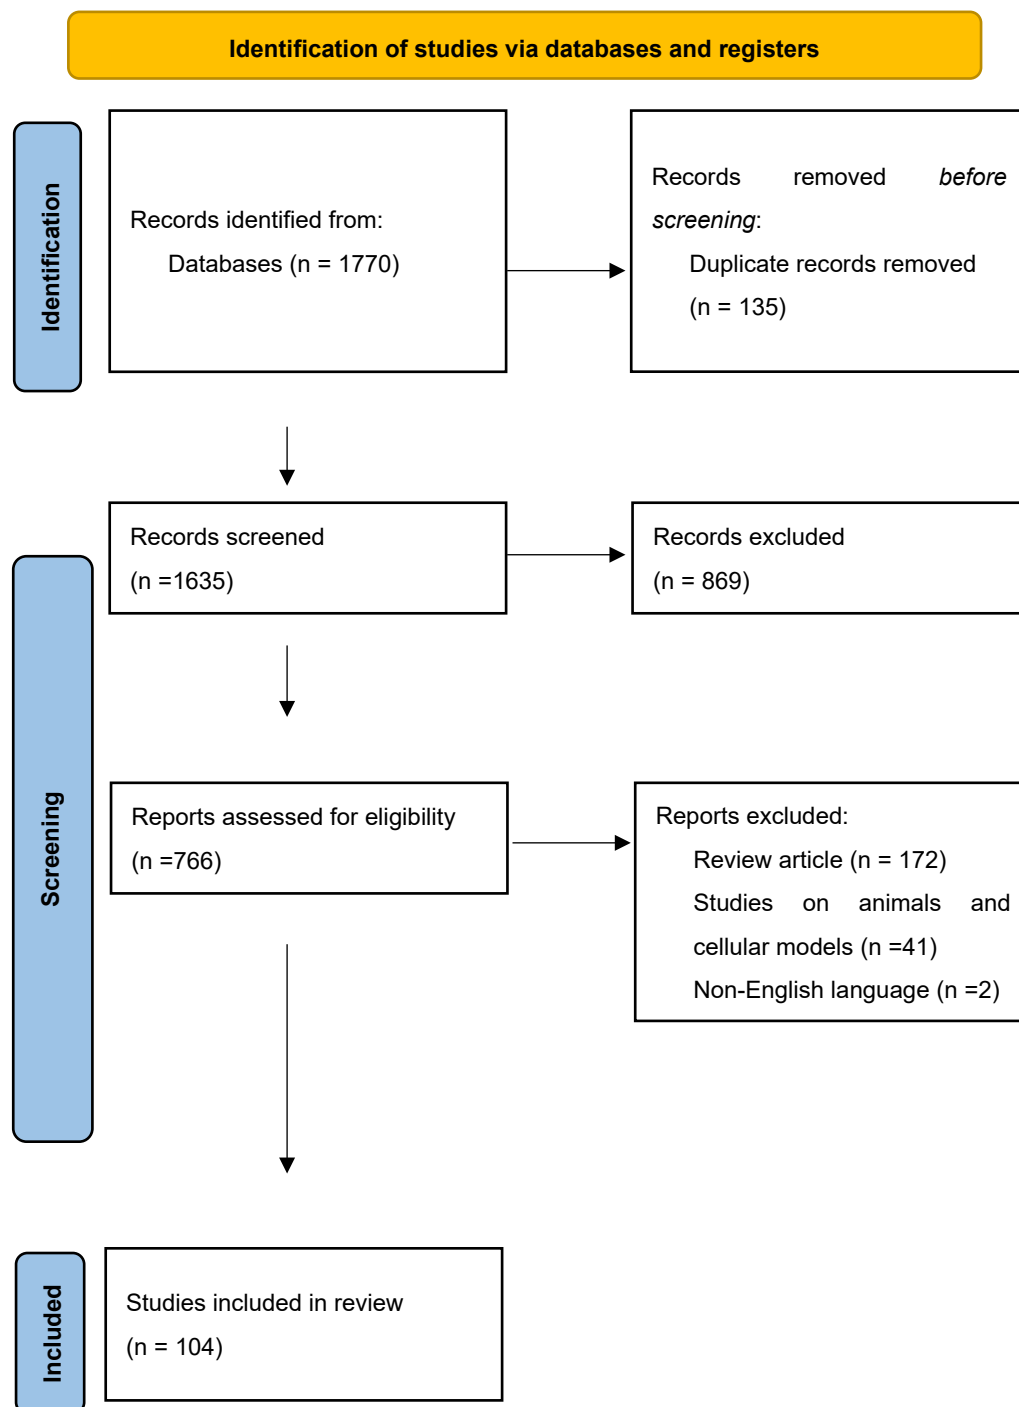 Identification of studies via databases and registers
Identification
Records identified from:
Databases (n = 1770)
Records removed before
screening:
Duplicate records removed
(n = 135)
Screening
Records screened
(n =1635)
Records excluded
(n = 869)
Reports assessed for eligibility
(n =766)
Reports excluded:
Review article (n = 172)
Studies on animals and
cellular models (n =41)
Non-English language (n =2)
Included
Studies included in review
(n = 104)